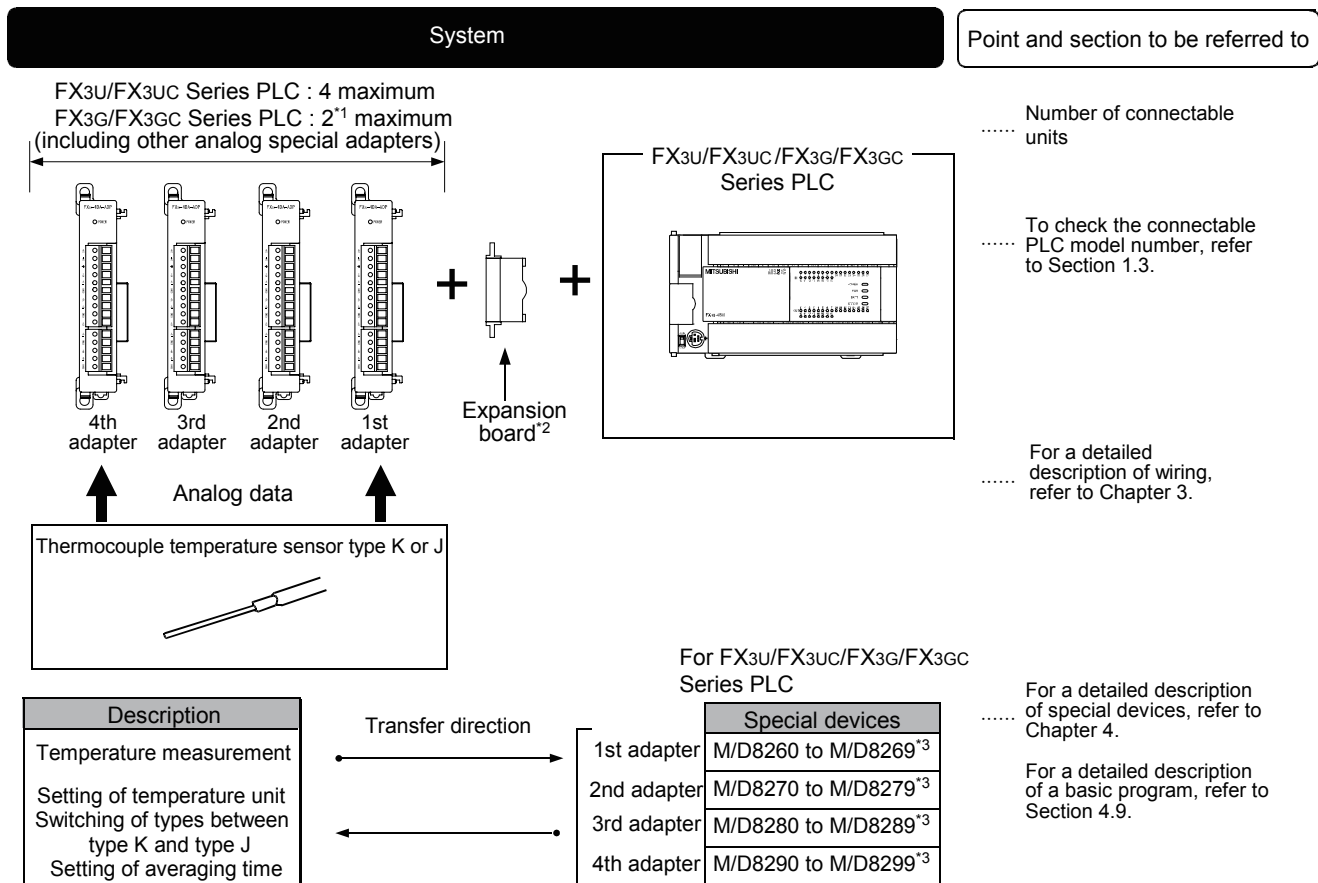 System
Point and section to be referred to
FX3U/FX3UC Series PLC : 4 maximum
FX3G/FX3GC Series PLC : 2*1 maximum
(including other analog special adapters)
FX3U/FX3UC/FX3G/FX3GC
Series PLC
MITSUBISHI
4th
adapter
3rd
adapter
2nd
adapter
1st
adapter
Expansion
board*2
Analog data
Thermocouple temperature sensor type K or J
...... Number of connectable
units
...... To check the connectable
PLC model number, refer
to Section 1.3.
...... For a detailed
description of wiring,
refer to Chapter 3.
Description
Temperature measurement
Setting of temperature unit
Switching of types between
type K and type J
Setting of averaging time
Transfer direction
For FX3U/FX3UC/FX3G/FX3GC
Series PLC
Special devices
1st adapter M/D8260 to M/D8269*3
2nd adapter M/D8270 to M/D8279*3
3rd adapter M/D8280 to M/D8289*3
4th adapter M/D8290 to M/D8299*3
...... For a detailed description
of special devices, refer to
Chapter 4.
For a detailed description
of a basic program, refer to
Section 4.9.